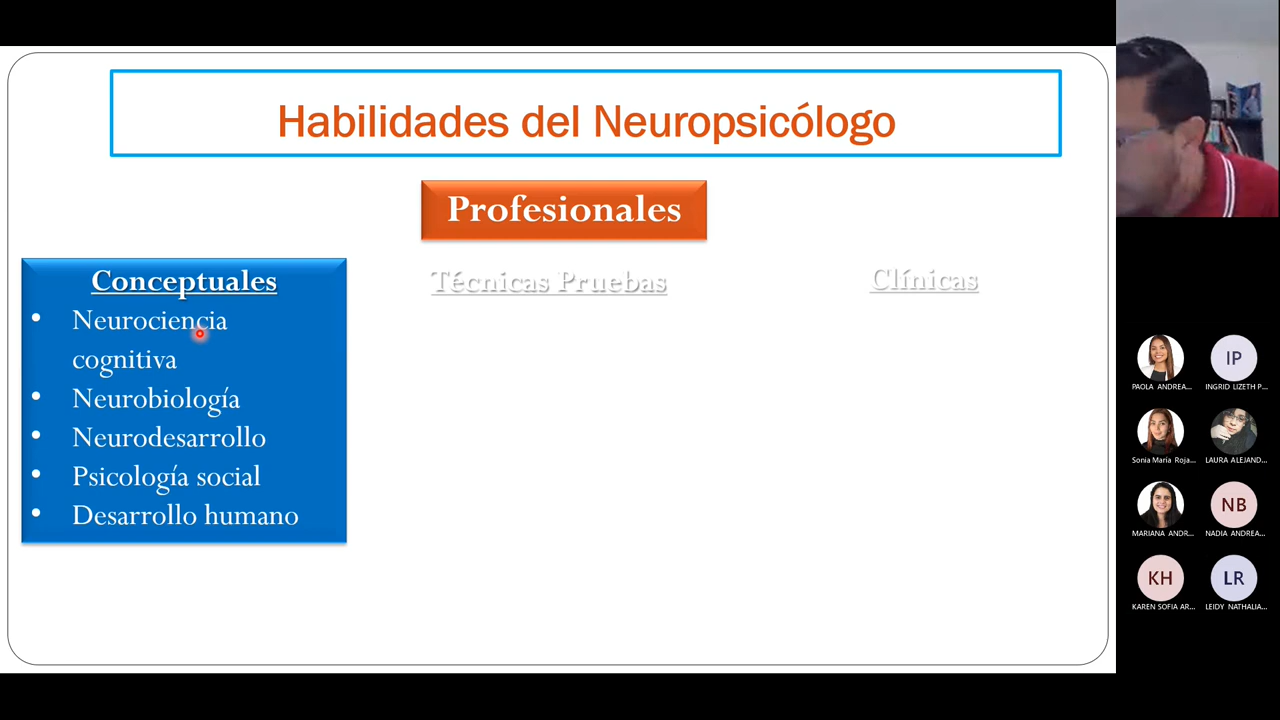 Habilidades del Neuropsicólogo
Profesionales
Conceptuales
• Neurociencia
cognitiva
• Neurobiología
• Neurodesarrollo
• Psicología social
• Desarrollo humano
Técnicas Pruebas
Clínicas
IP
PAOLA ANDREA...
INGRID LIZETH P...
Sonia María Roja...
LAURA ALEJAND...
NB
MARIANA ANDR...
NADIA ANDREA...
KH
LR
KAREN SOFIA AR...
LEIDY NATHALIA...